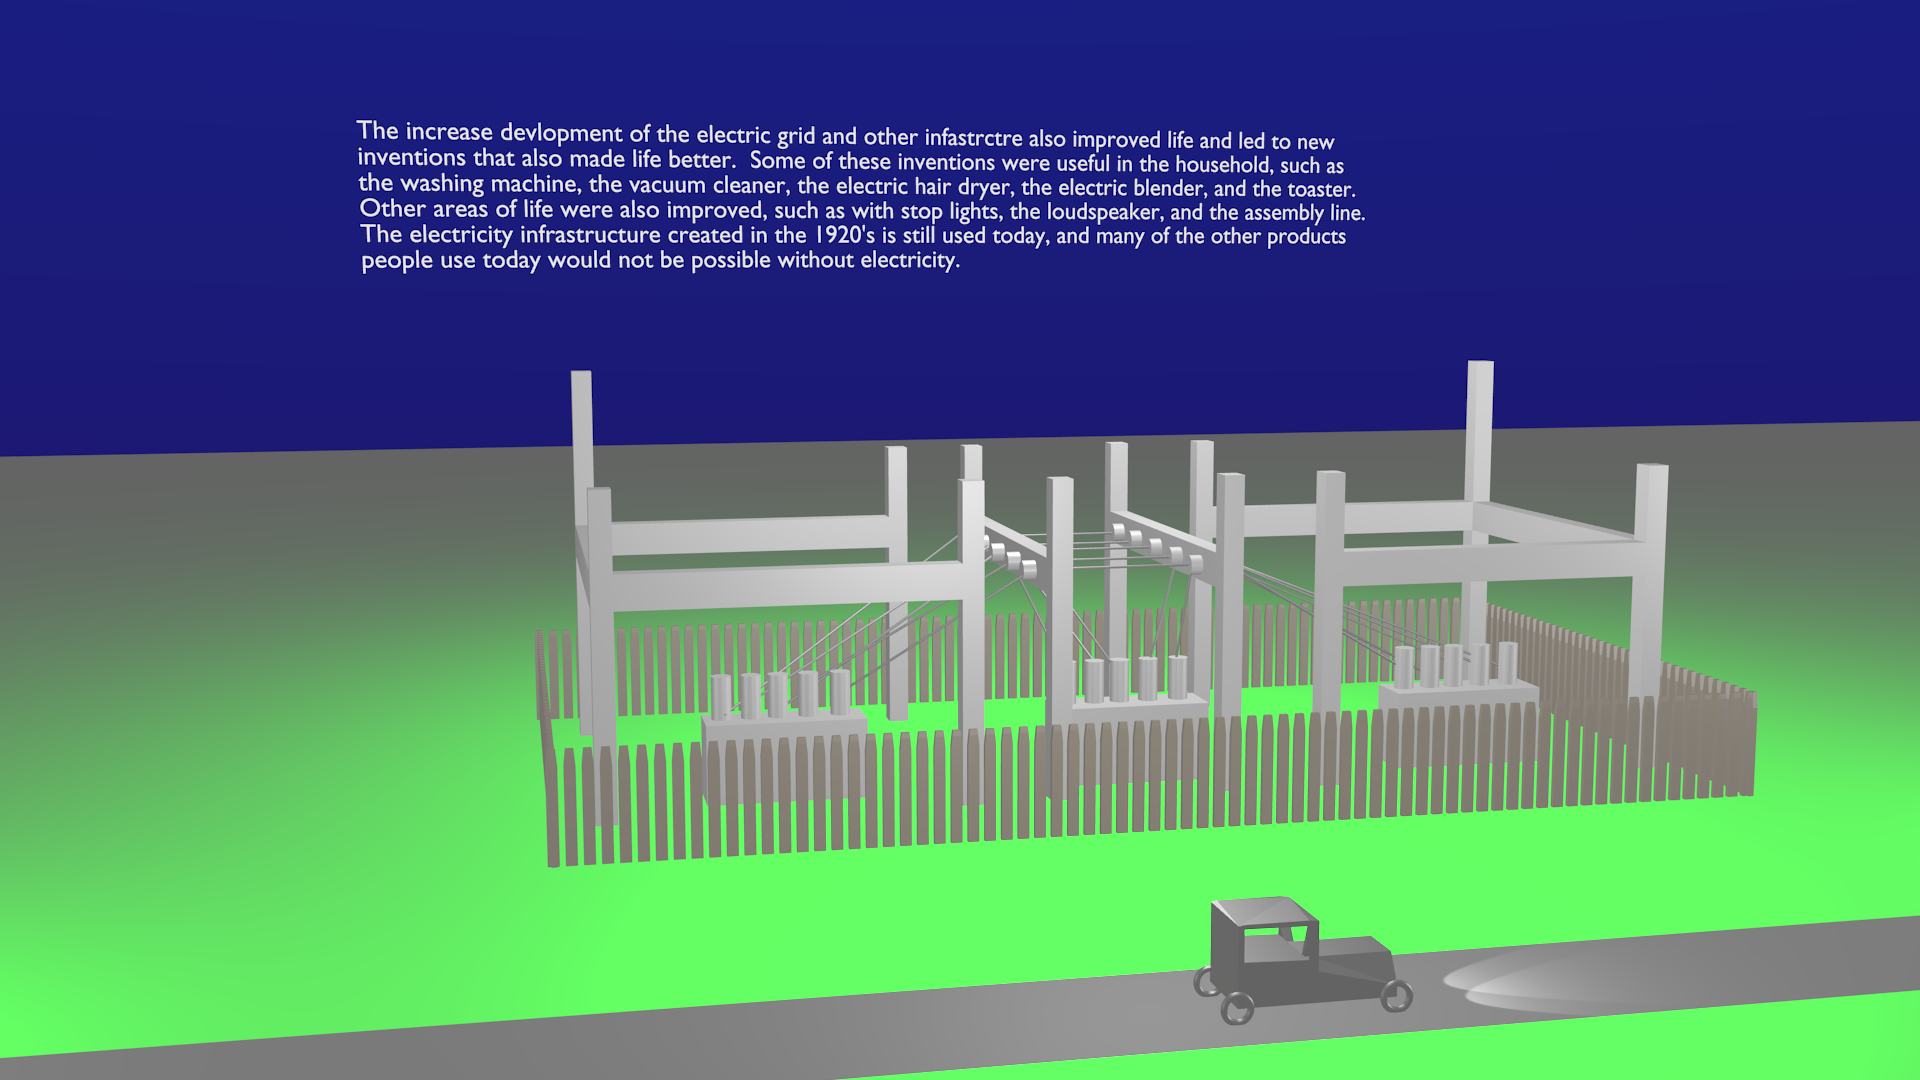 The increase devlopment of the electric grid and other infastrctre also improved life and led to new
inventions that also made life better.  Some of these inventions were useful in the household, such as
the washing machine, the vacuum cleaner, the electric hair dryer, the electric blender, and the toaster.
Other areas of life were also improved, such as with stop lights, the loudspeaker, and the assembly line.
The electricity infrastructure created in the 1920's is still used today, and many of the other products
people use today would not be possible without electricity.